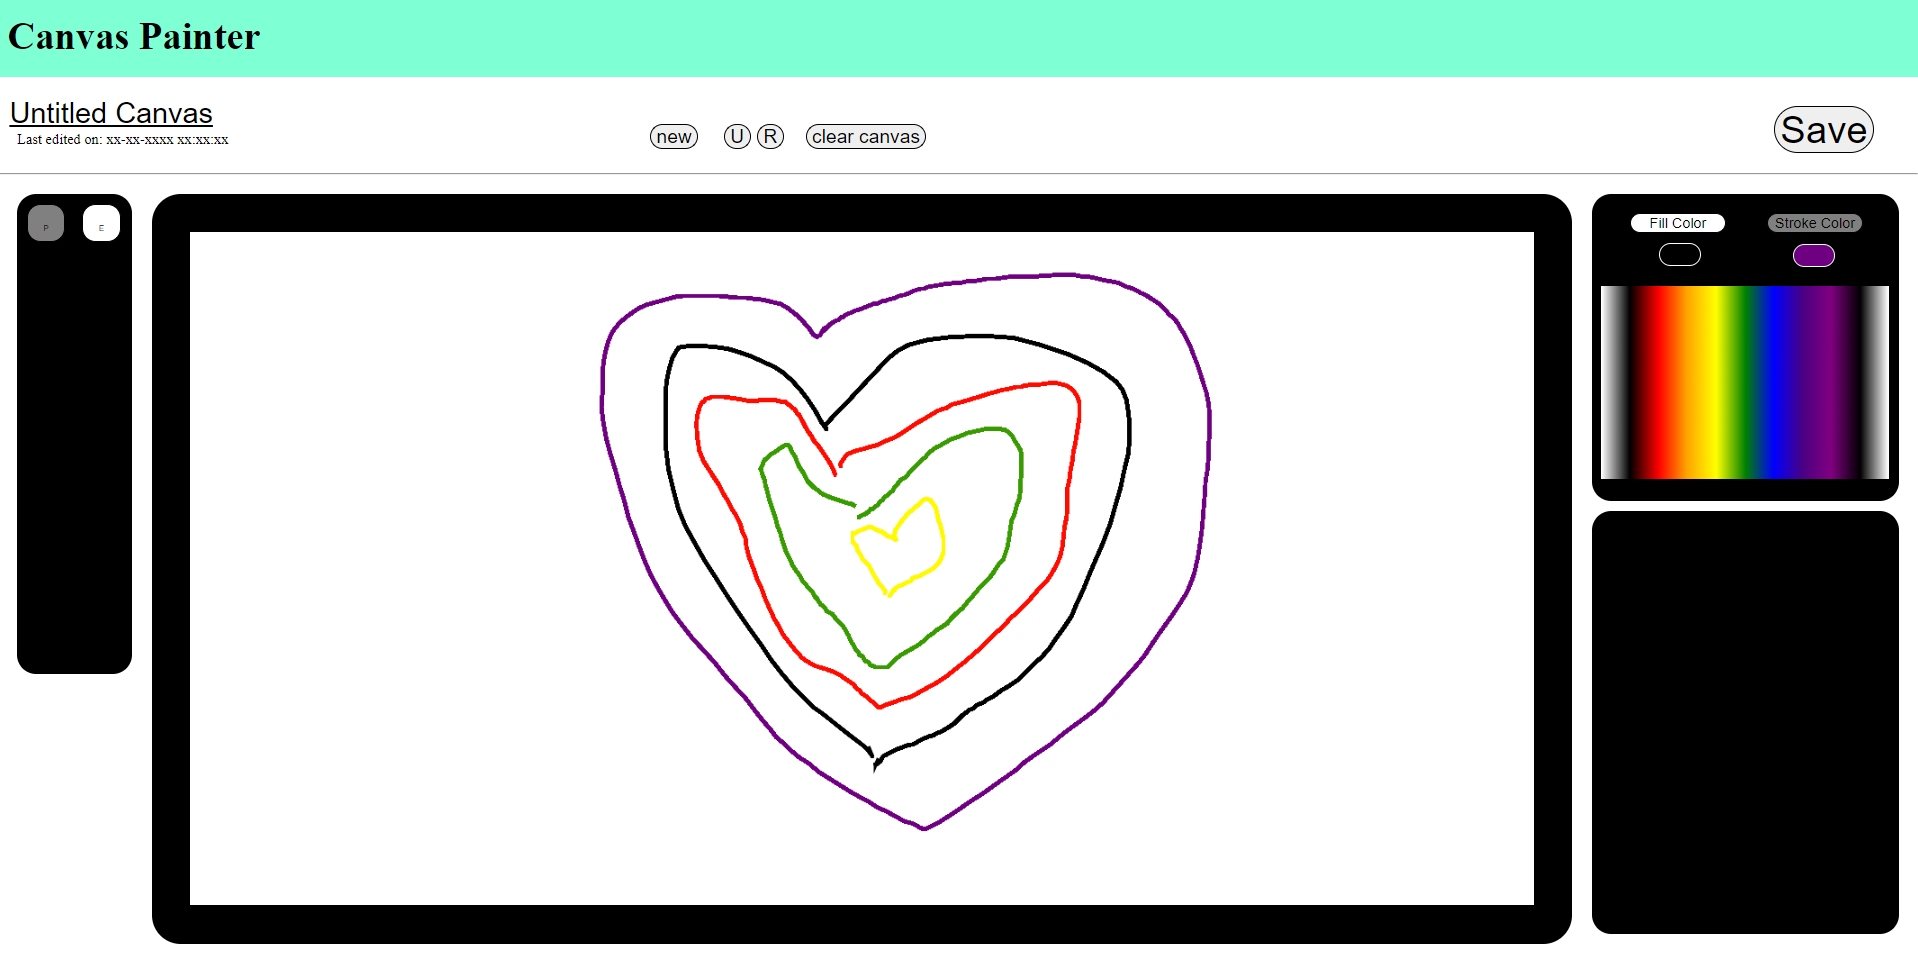 Canvas Painter
Untitled Canvas
Last edited on: xx-xx-xxxx xx:xx:xx
new U R clear canvas
Save
P E
Fill Color Stroke Color